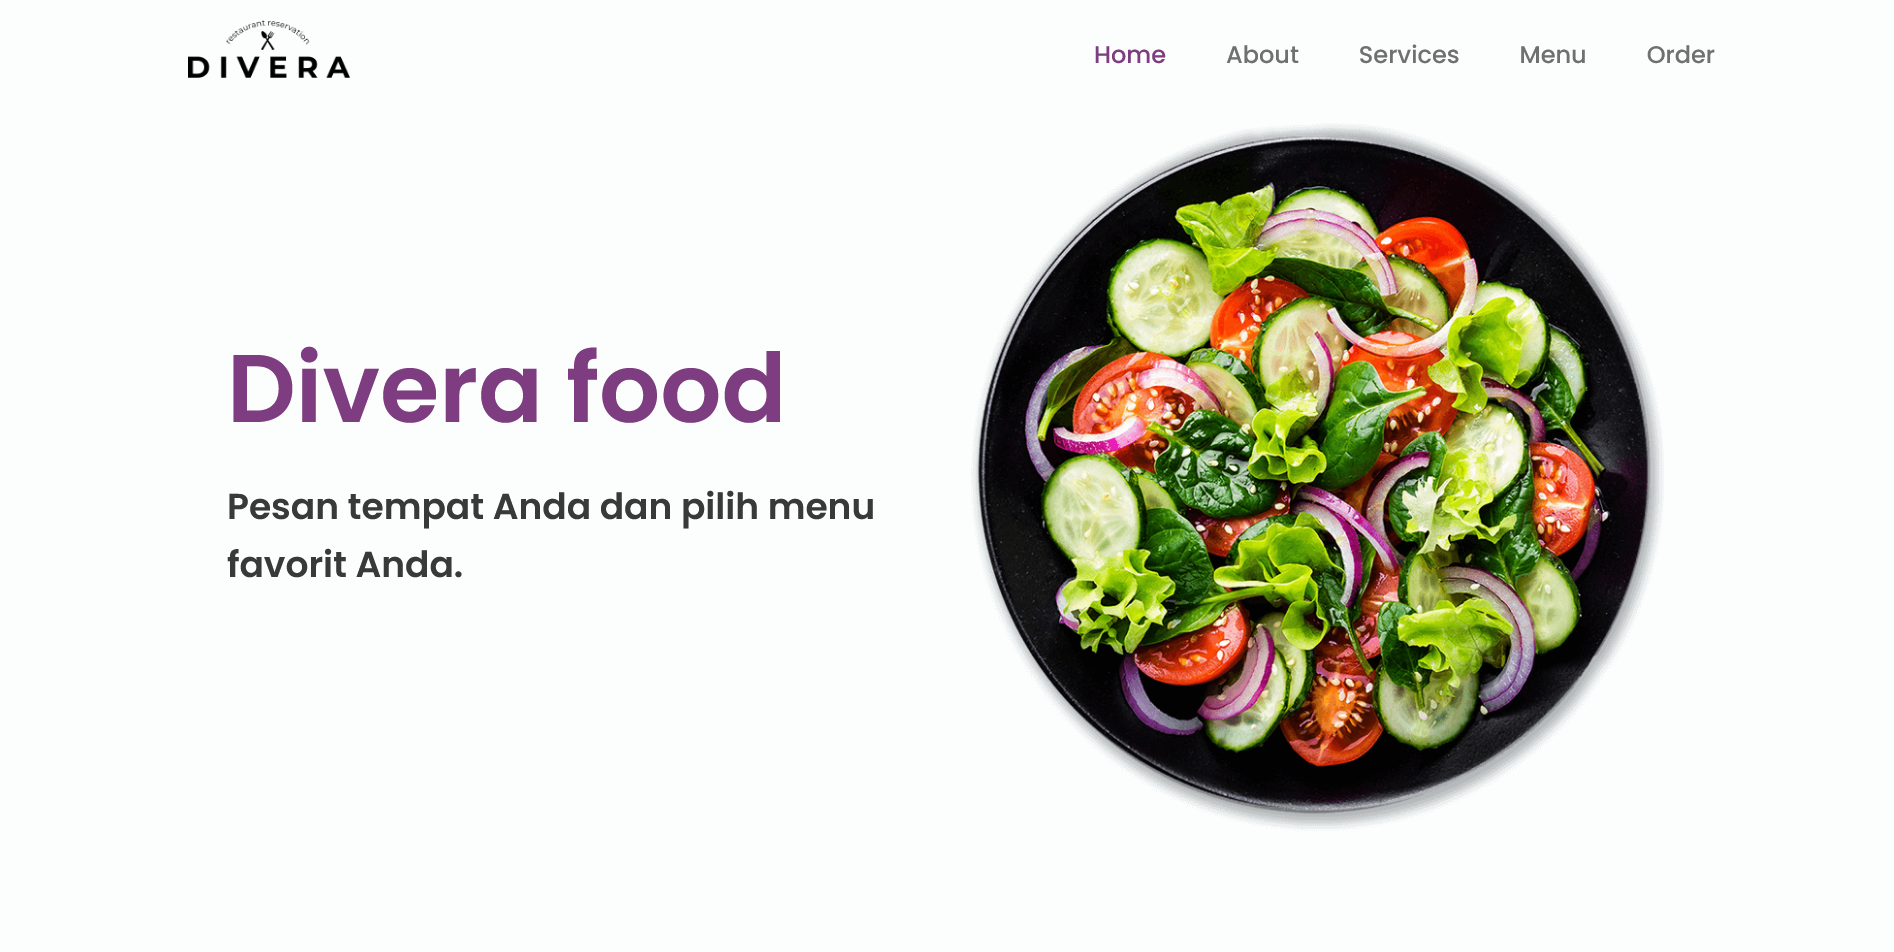 restaurant reservation
DIVERA
Home About Services Menu Order
Divera food
Pesan tempat Anda dan pilih menu
favorit Anda.